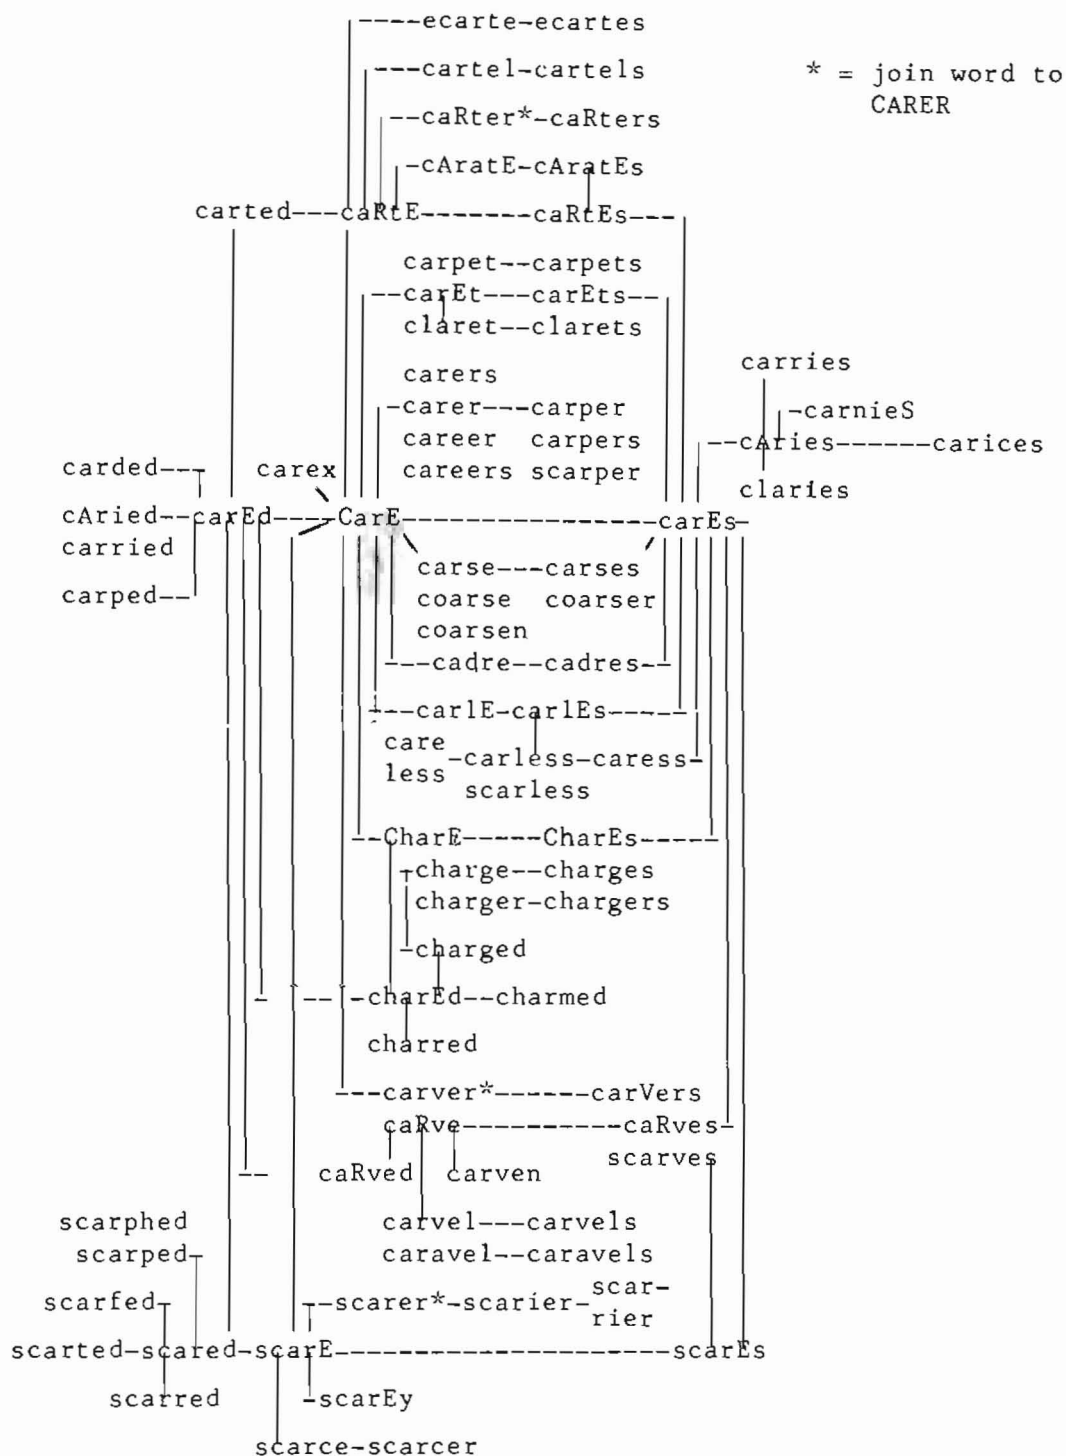 ecarte-ecartes
cartel-cartels
* = join word to
CARER
caRter*-caRters
cAratE-cAratEs
carted---caRtE-------caRtEs---
carpet--carpets
--carEt---carEts--
claret--clarets
carries
carers
-carnieS
-carer---carper
career carpers
--cAries------carices
careers scarper
carded-- carex
claries
cAried--carEd----CarE----------------carEs-
carried
carse---carses
carped--
coarse coarser
coarsen
---cadre--cadres--
---carlE-carlEs-----
care
less -carless-caress-
scarless
--CharE-----CharEs-----
charge--charges
charger-chargers
-charged
- -- --charEd--charmed
charred
---carver*------carVers
caRve----------caRves-
scarves
-- caRved carven
scarphed carvel---carvels
scarped- caravel--caravels
scar-
scarfed --scarer*-scarier-
rier
scarted-scared-scarE---------------------scarEs
scarred -scarEy
scarce-scarcer